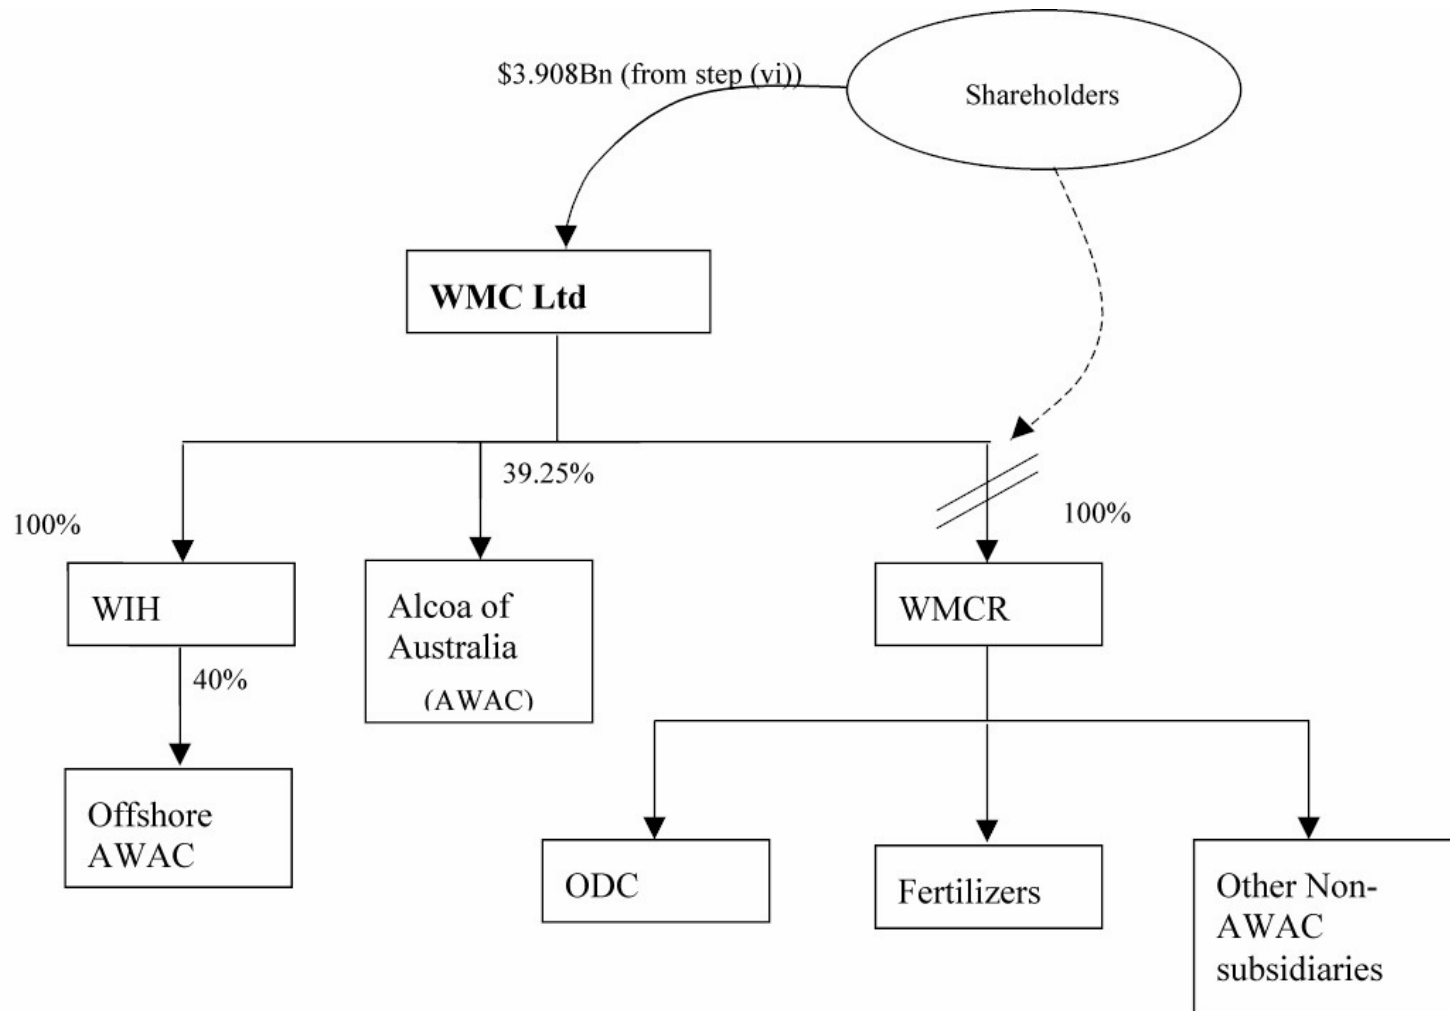 $3.908Bn (from step (vi))
Shareholders
WMC Ltd
39.25%
100%
100%
WIH
Alcoa of
Australia
(AWAC)
WMCR
40%
Offshore
AWAC
ODC
Fertilizers
Other Non-
AWAC
subsidiaries